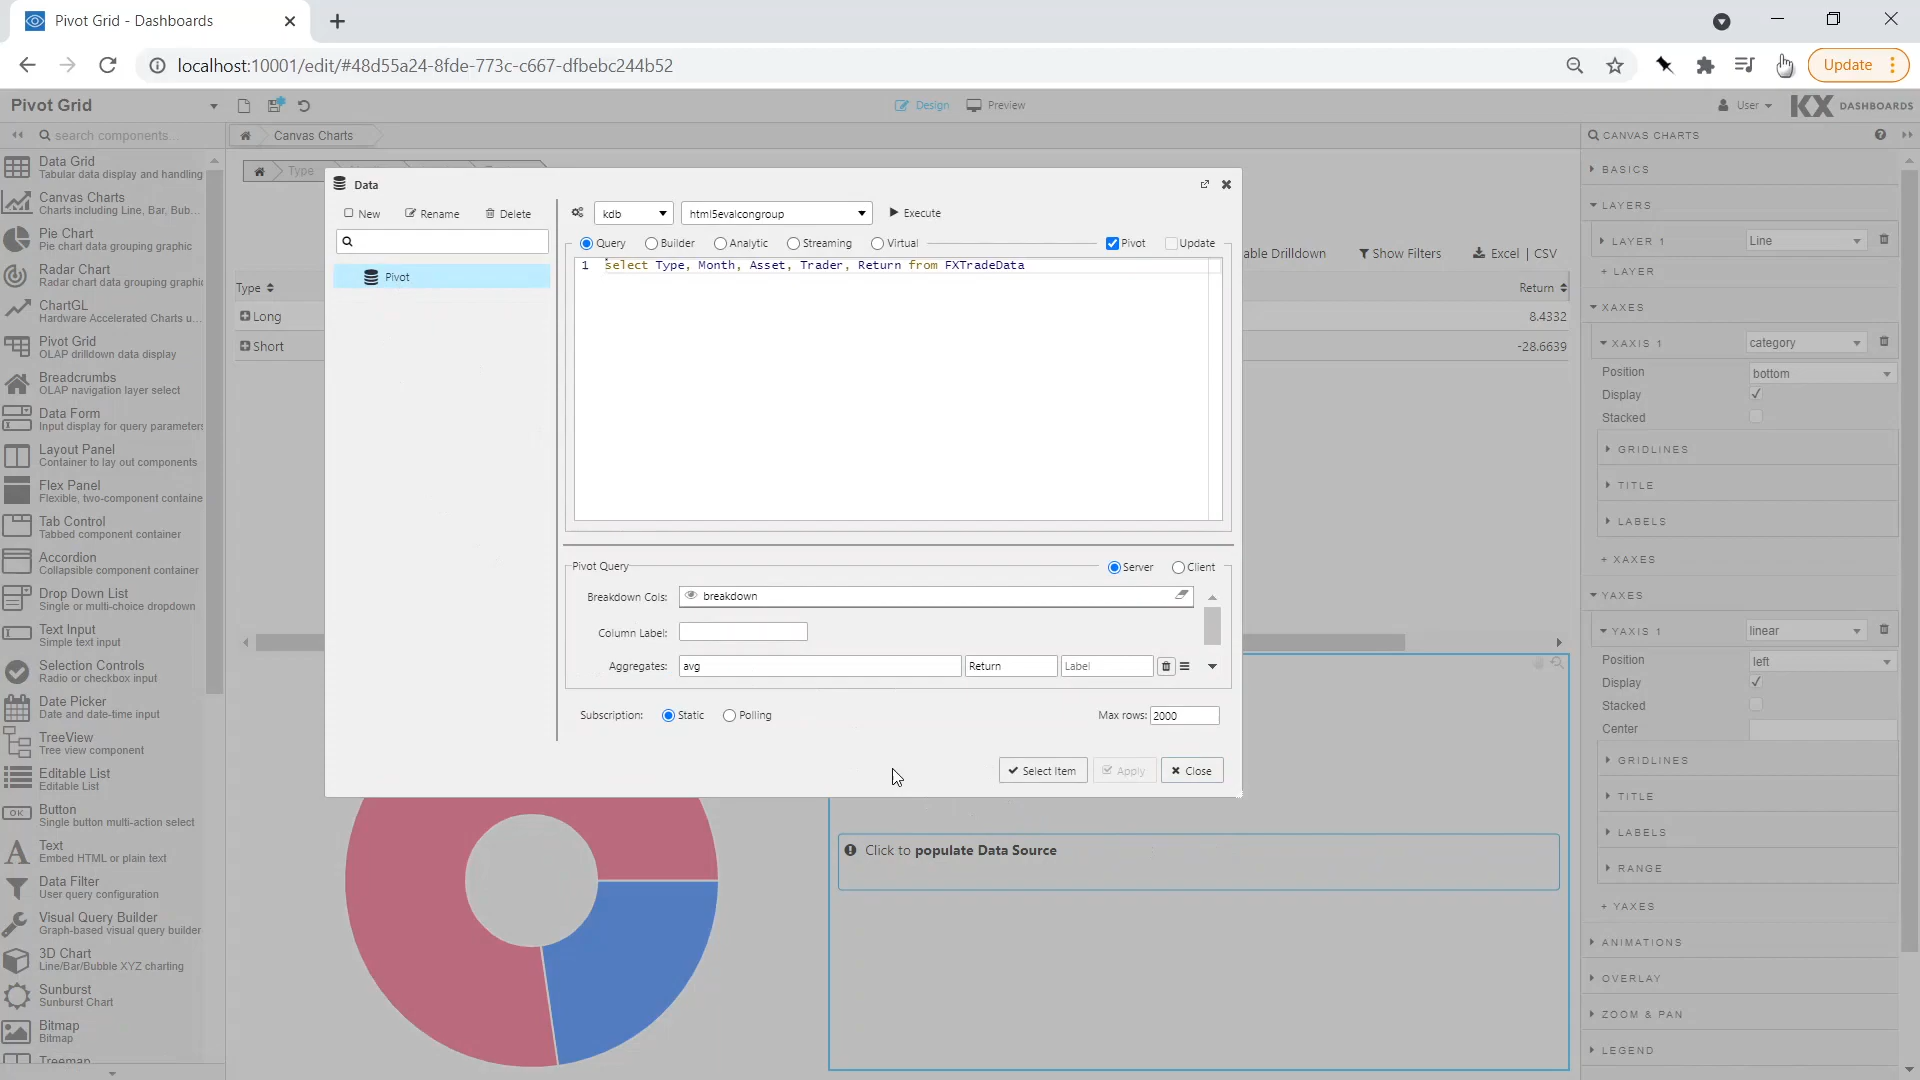 Pivot Grid - Dashboards
localhost:10001/edit/#48d55a24-8fde-773c-c667-dfbebc244b52
Update
Pivot Grid
Design
Preview
User
KX DASHBOARDS
search components...
Data Grid
Tabular data display and handling
Canvas Charts
Charts including Line, Bar, Bub...
Pie Chart
Pie chart data grouping graphic
Radar Chart
Radar chart data grouping graphic
ChartGL
Hardware Accelerated Charts u...
Pivot Grid
OLAP drilldown data display
Breadcrumbs
OLAP navigation layer select
Data Form
Input display for query parameters
Layout Panel
Container to lay out components
Flex Panel
Flexible, two-component containe
Tab Control
Tabbed component container
Accordion
Collapsible component container
Drop Down List
Single or multi-choice dropdown
Text Input
Simple text input
Selection Controls
Radio or checkbox input
Date Picker
Date and date-time input
TreeView
Tree view component
Editable List
Editable List
OK
Button
Single button multi-action select
Text
Embed HTML or plain text
Data Filter
User query configuration
Visual Query Builder
Graph-based visual query builder
3D Chart
Line/Bar/Bubble XYZ charting
Sunburst
Sunburst Chart
Bitmap
Bitmap
Treemap
Canvas Charts
Type
Type
Long
Short
able Drilldown
Show Filters
Excel | CSV
Return
8.4332
-28.6639
Data
New
Rename
Delete
Pivot
kdb
html5evalcongroup
Execute
Query
Builder
Analytic
Streaming
Virtual
Pivot
Update
1 select Type, Month, Asset, Trader, Return from FXTradeData
Pivot Query
Server
Client
Breakdown Cols: breakdown
Column Label:
Aggregates: avg Return Label
Subscription: Static Polling
Max rows: 2000
Select Item
Apply
Close
Click to populate Data Source
CANVAS CHARTS
BASICS
LAYERS
LAYER 1 Line
+ LAYER
XAXES
XAXIS 1 category
Position bottom
Display
Stacked
GRIDLINES
TITLE
LABELS
+ XAXES
YAXES
YAXIS 1 linear
Position left
Display
Stacked
Center
GRIDLINES
TITLE
LABELS
RANGE
+ YAXES
ANIMATIONS
OVERLAY
ZOOM & PAN
LEGEND